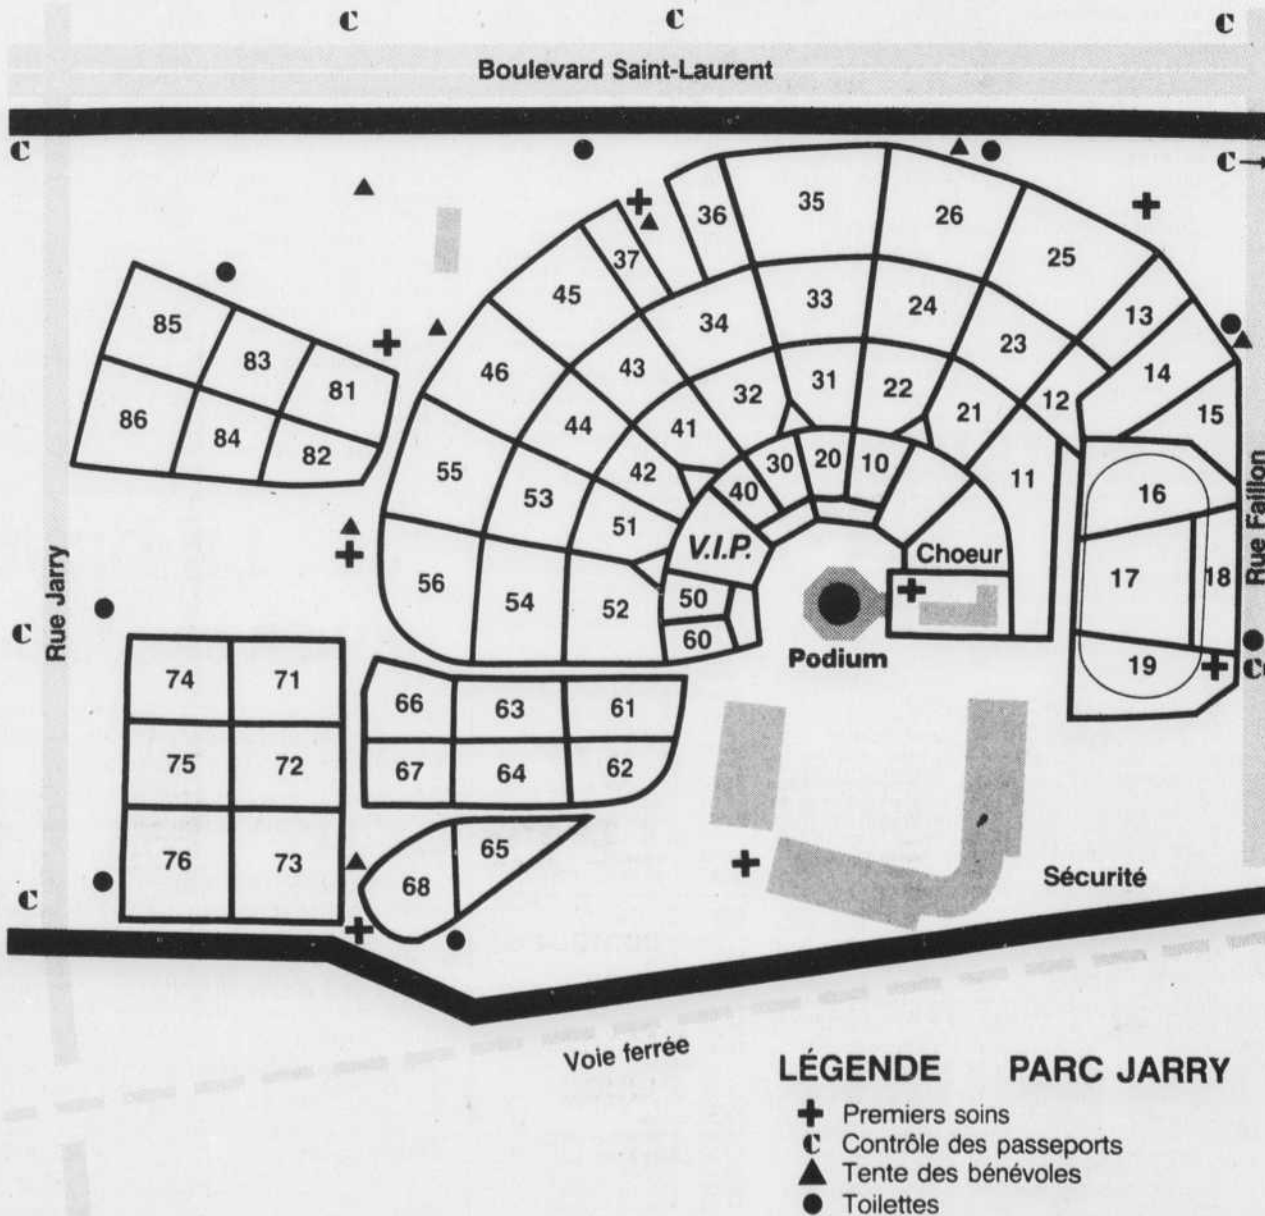 c c c
Boulevard Saint-Laurent
c c
36 35 26 25
37 45 13
85 34 33 24 23 14
83 46 43 32 31 22 21 12 15
81 44 41
86 84 82 55 53 42 40 30 20 10 11 16
51 V.I.P. Choeur
56 54 52 50 17 18
60 Podium 19
Rue Jarry
Rue Faillon
c c
74 71 66 63 61
75 72 67 64 62
76 73 68 65
c Sécurité
Voie ferrée
LÉGENDE PARC JARRY
Premiers soins
c Contrôle des passeports
Tente des bénévoles
Toilettes